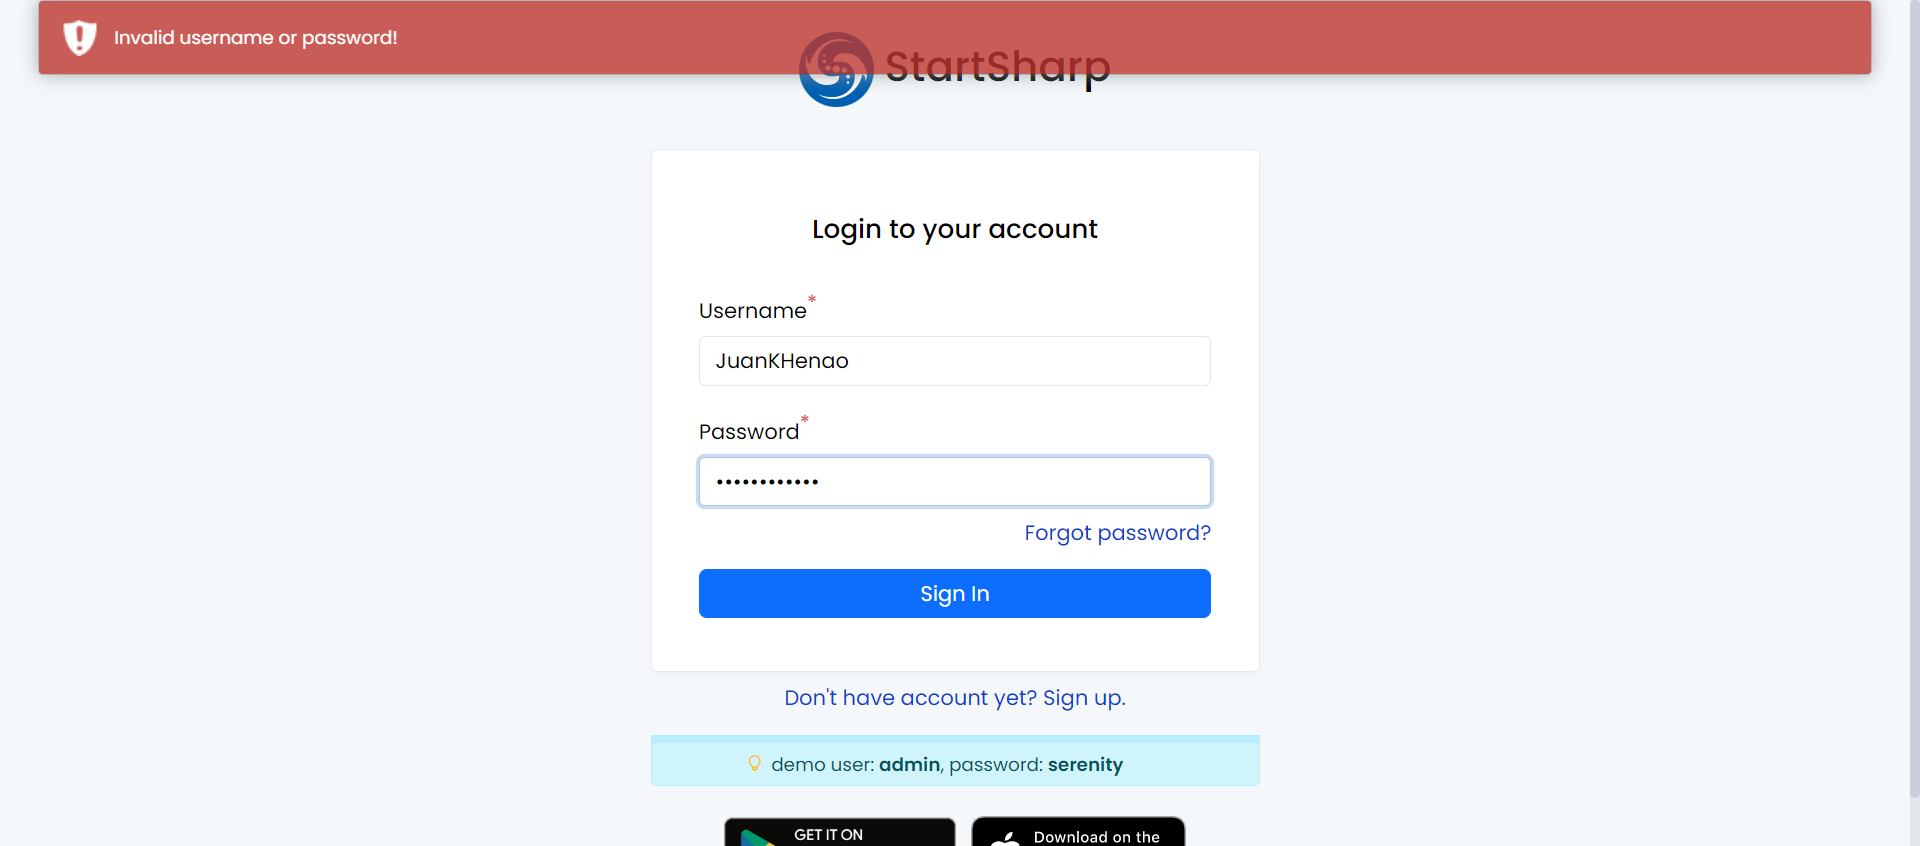 Invalid username or password!
StartSharp
Login to your account
Username*
JuanKHenao
Password*
••••••••••••
Forgot password?
Sign In
Don't have account yet? Sign up.
demo user: admin, password: serenity
GET IT ON
Download on the